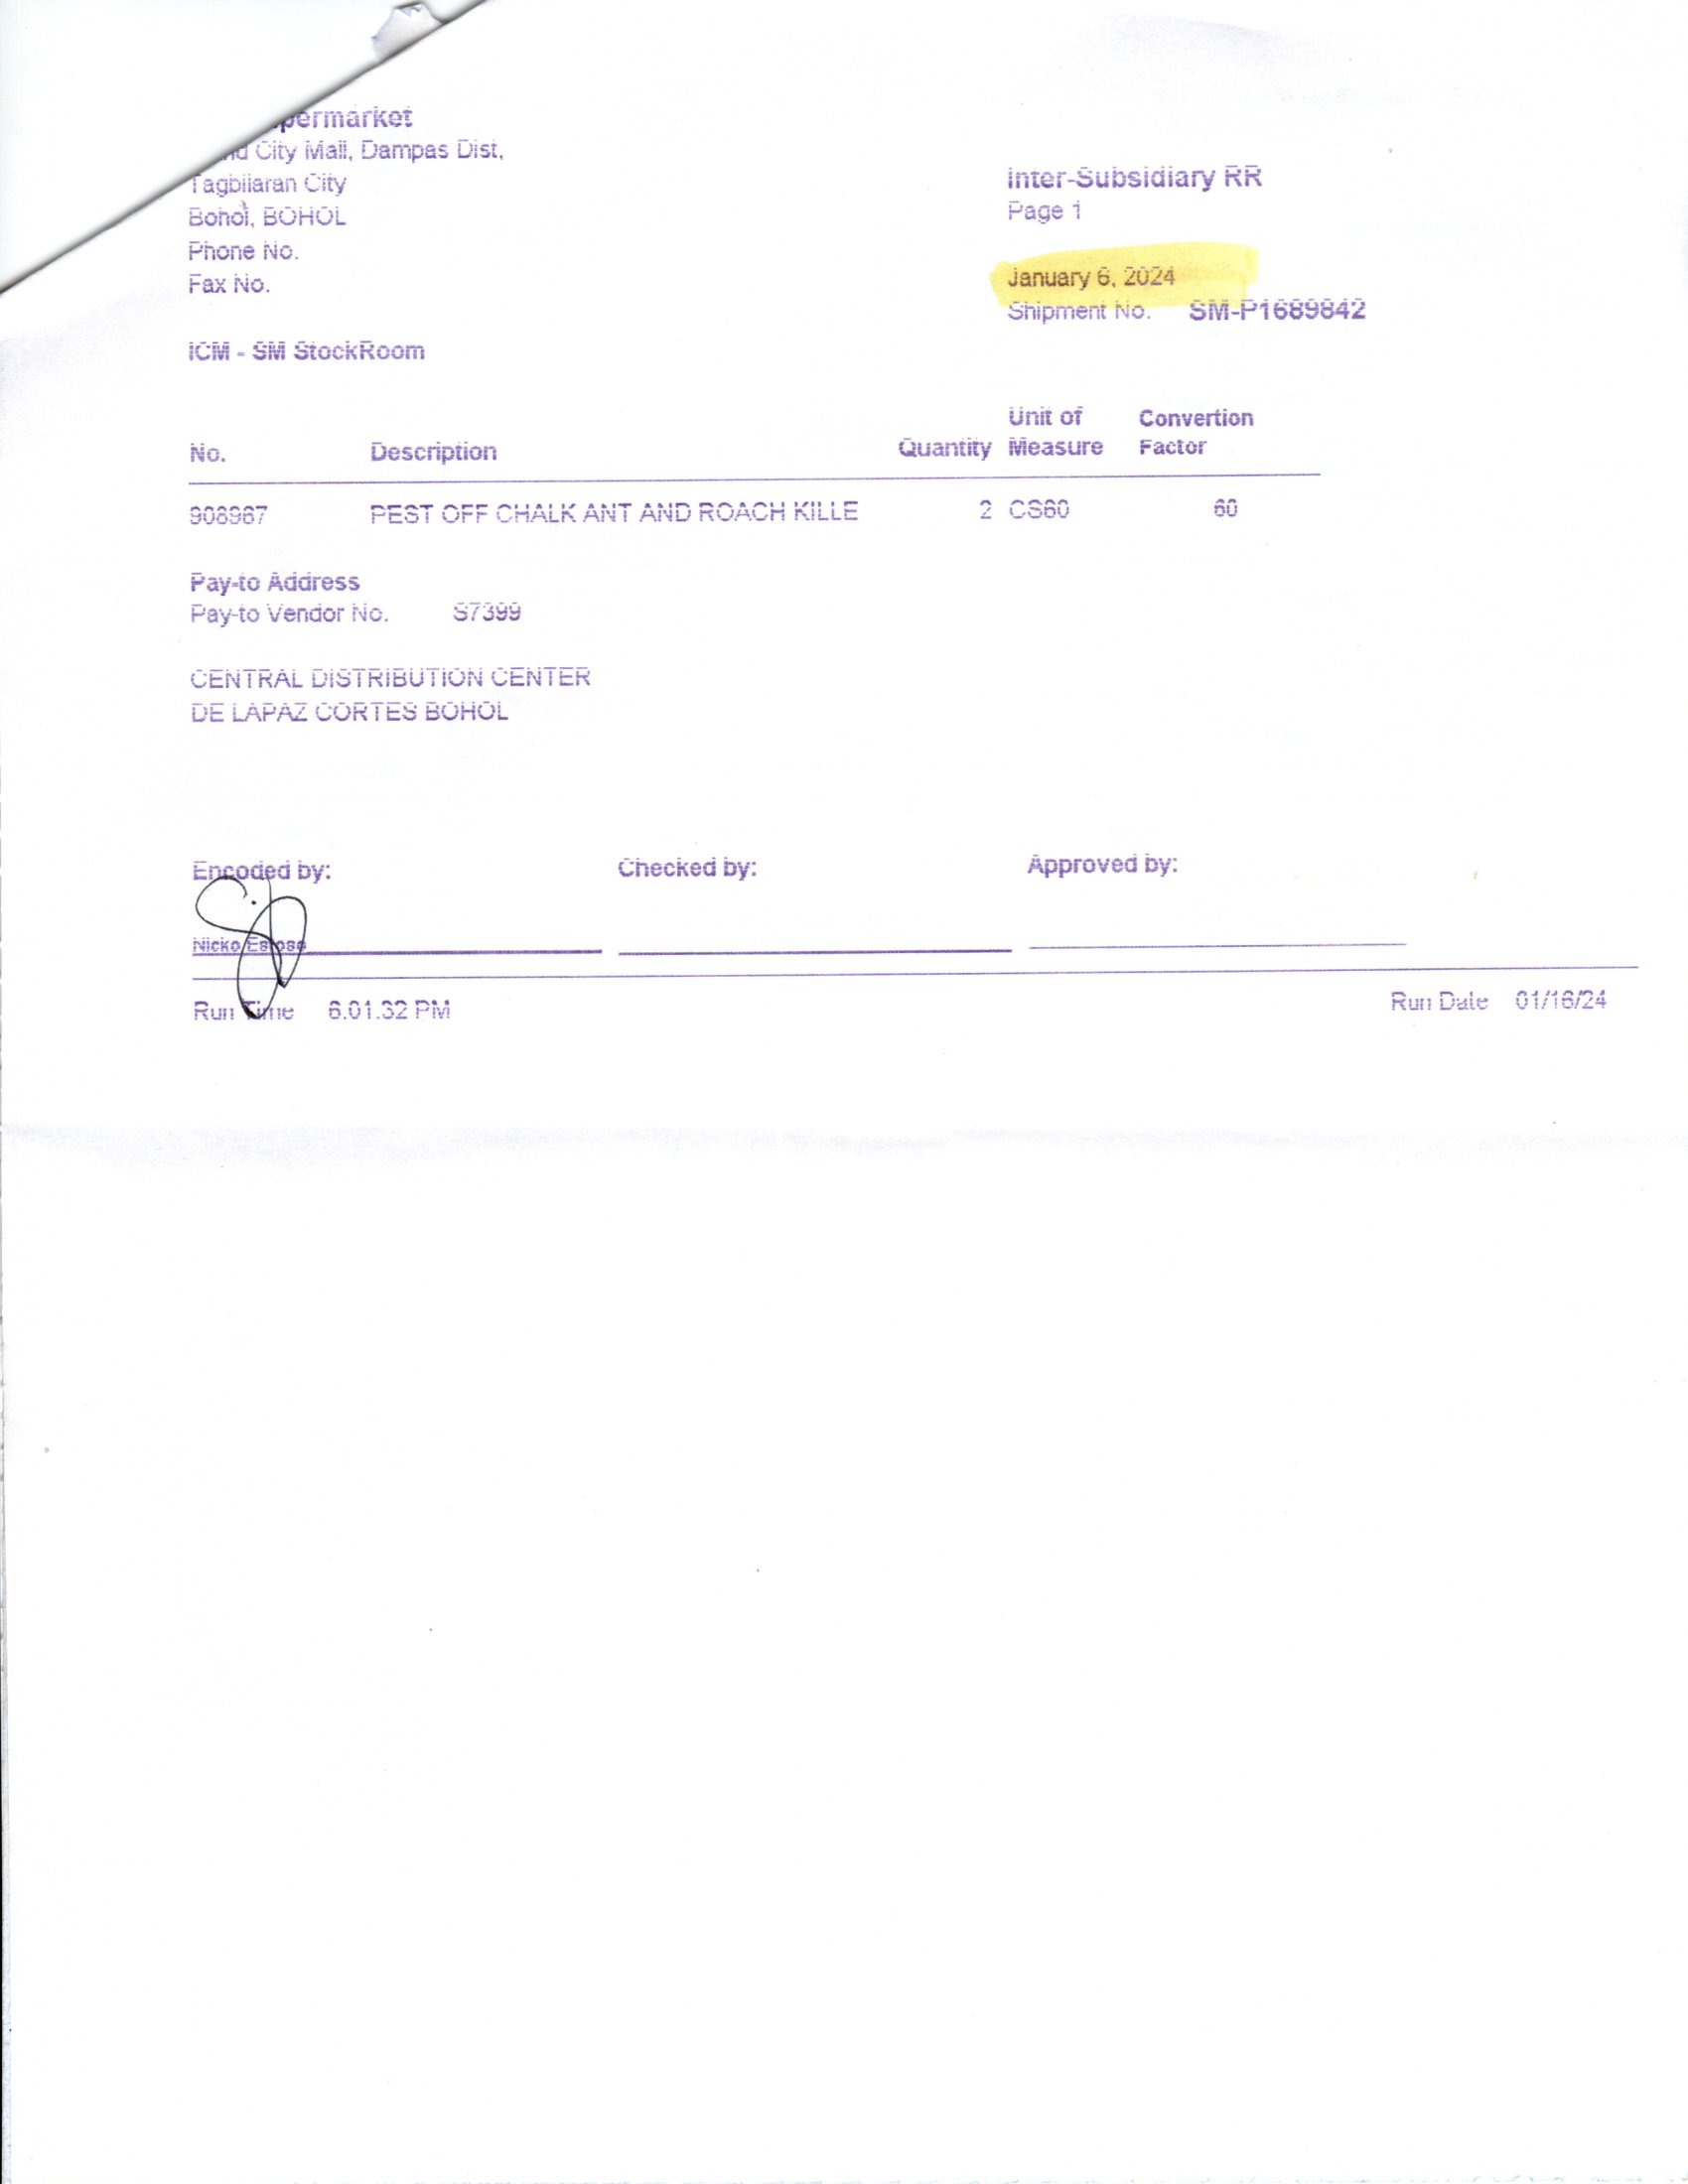 permarket
City Mall, Dampas Dist,
Tagbilaran City
Bohol, BOHOL
Phone No.
Fax No.
Inter-Subsidiary RR
Page 1
January 6, 2024
Shipment No. SM-P1689842
ICM - SM StockRoom
No. Description Quantity Unit of Measure Convertion Factor
908967 PEST OFF CHALK ANT AND ROACH KILLE 2 CS60 60
Pay-to Address
Pay-to Vendor No. S7399
CENTRAL DISTRIBUTION CENTER
DE LAPAZ CORTES BOHOL
Encoded by: Checked by: Approved by:
Nicko
Run Time 6.01.32 PM Run Date 01/16/24